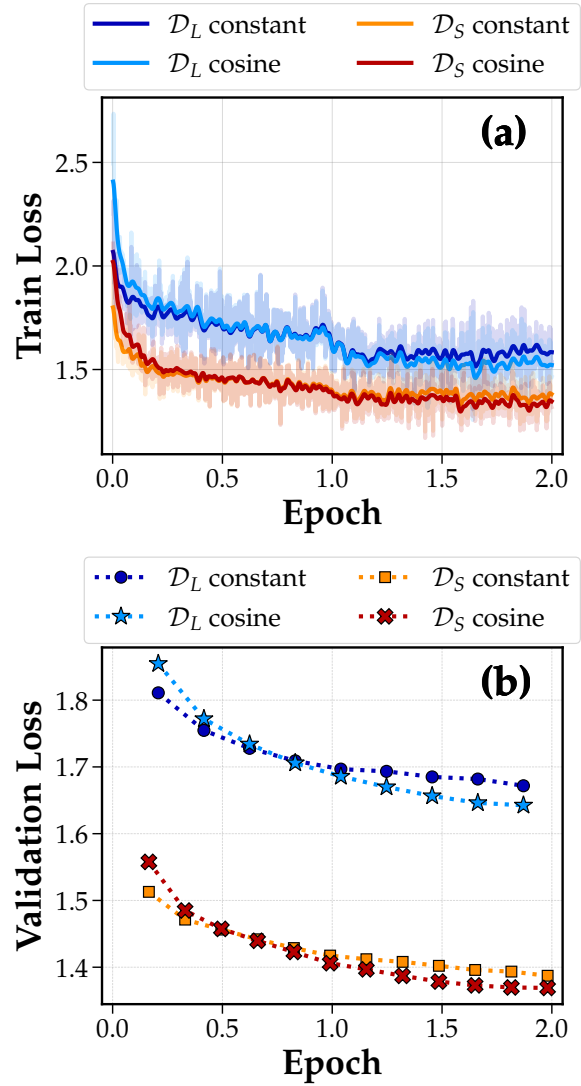 𝒟_L constant 𝒟_S constant
𝒟_L cosine 𝒟_S cosine
(a)
Train Loss
2.5
2.0
1.5
0.0 0.5 1.0 1.5 2.0
Epoch
𝒟_L constant 𝒟_S constant
𝒟_L cosine 𝒟_S cosine
(b)
Validation Loss
1.8
1.7
1.6
1.5
1.4
0.0 0.5 1.0 1.5 2.0
Epoch